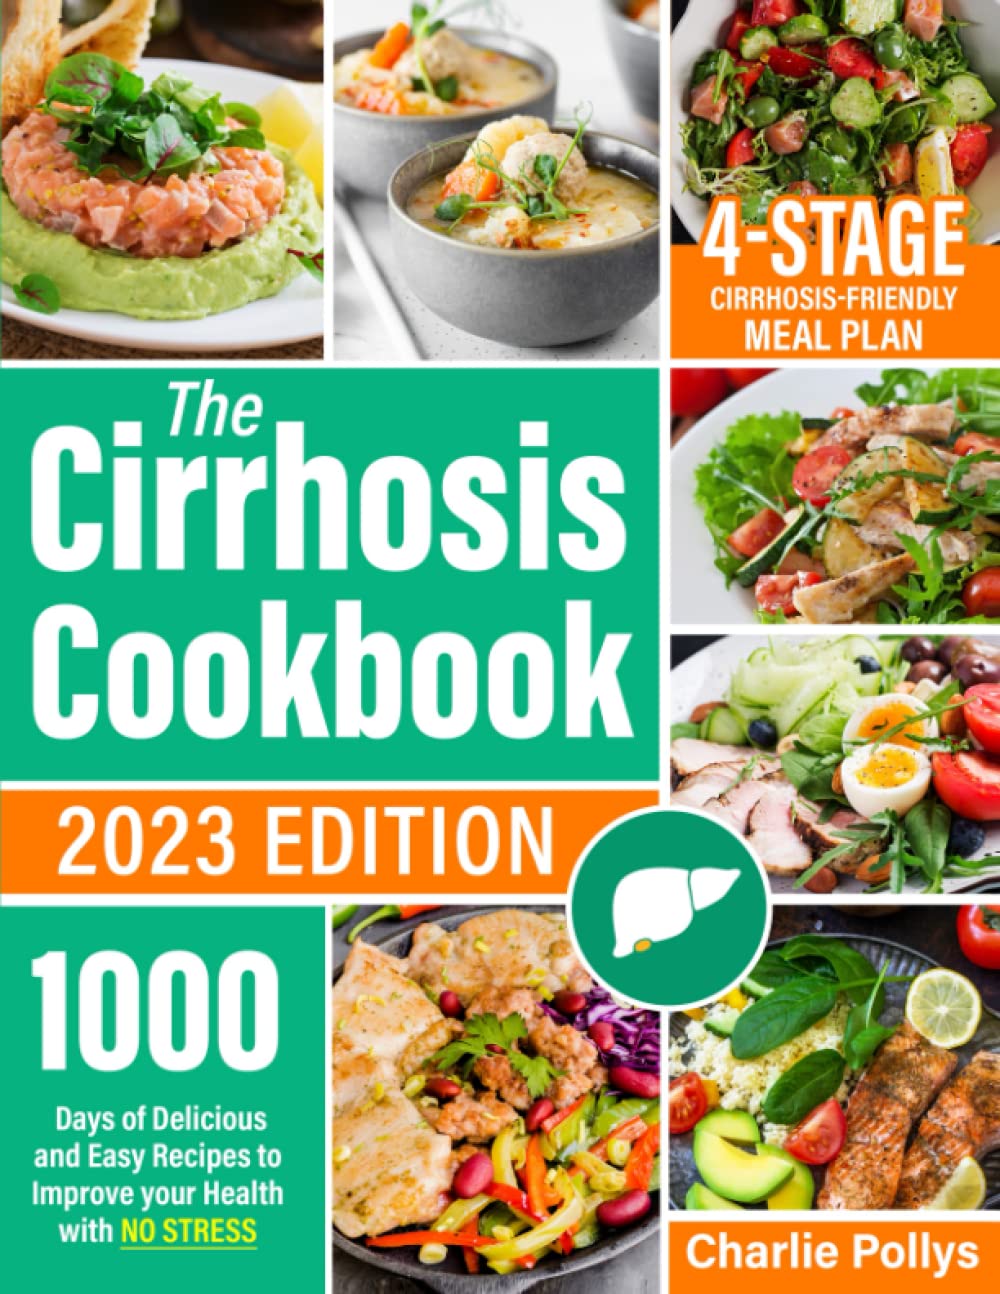 4-STAGE
CIRRHOSIS-FRIENDLY
MEAL PLAN
The
Cirrhosis
Cookbook
2023 EDITION
1000
Days of Delicious
and Easy Recipes to
Improve your Health
with NO STRESS
Charlie Pollys